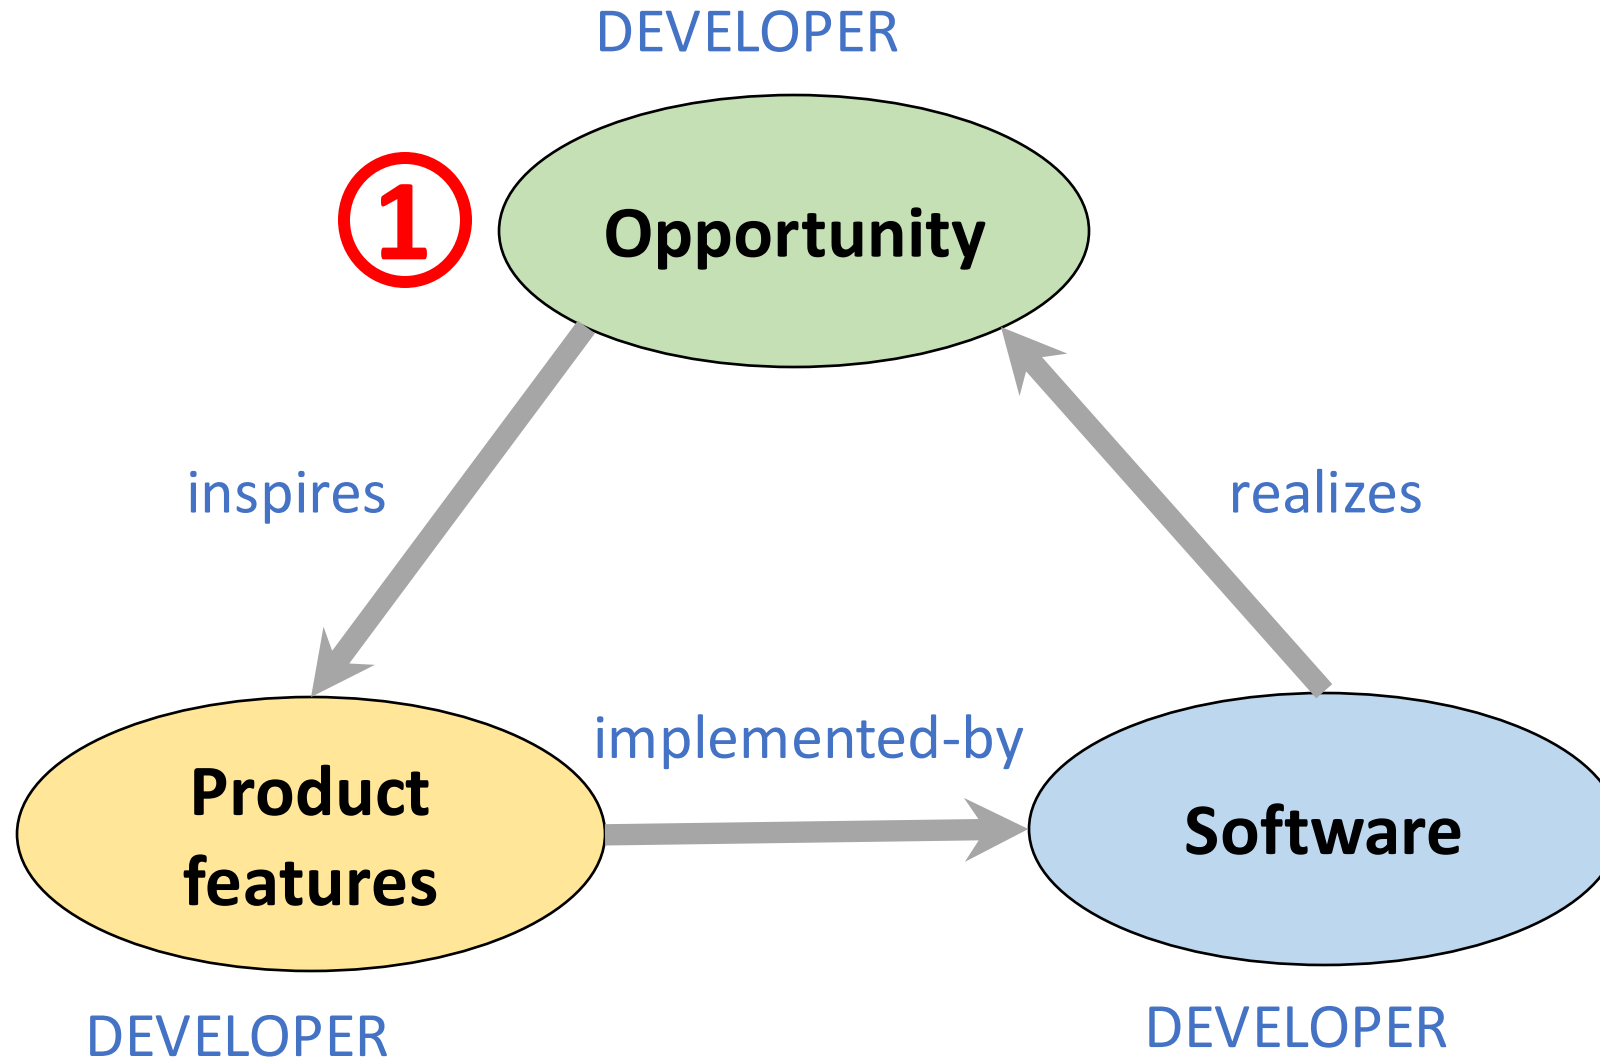 DEVELOPER
1
Opportunity
inspires
realizes
implemented-by
Product
features
Software
DEVELOPER
DEVELOPER